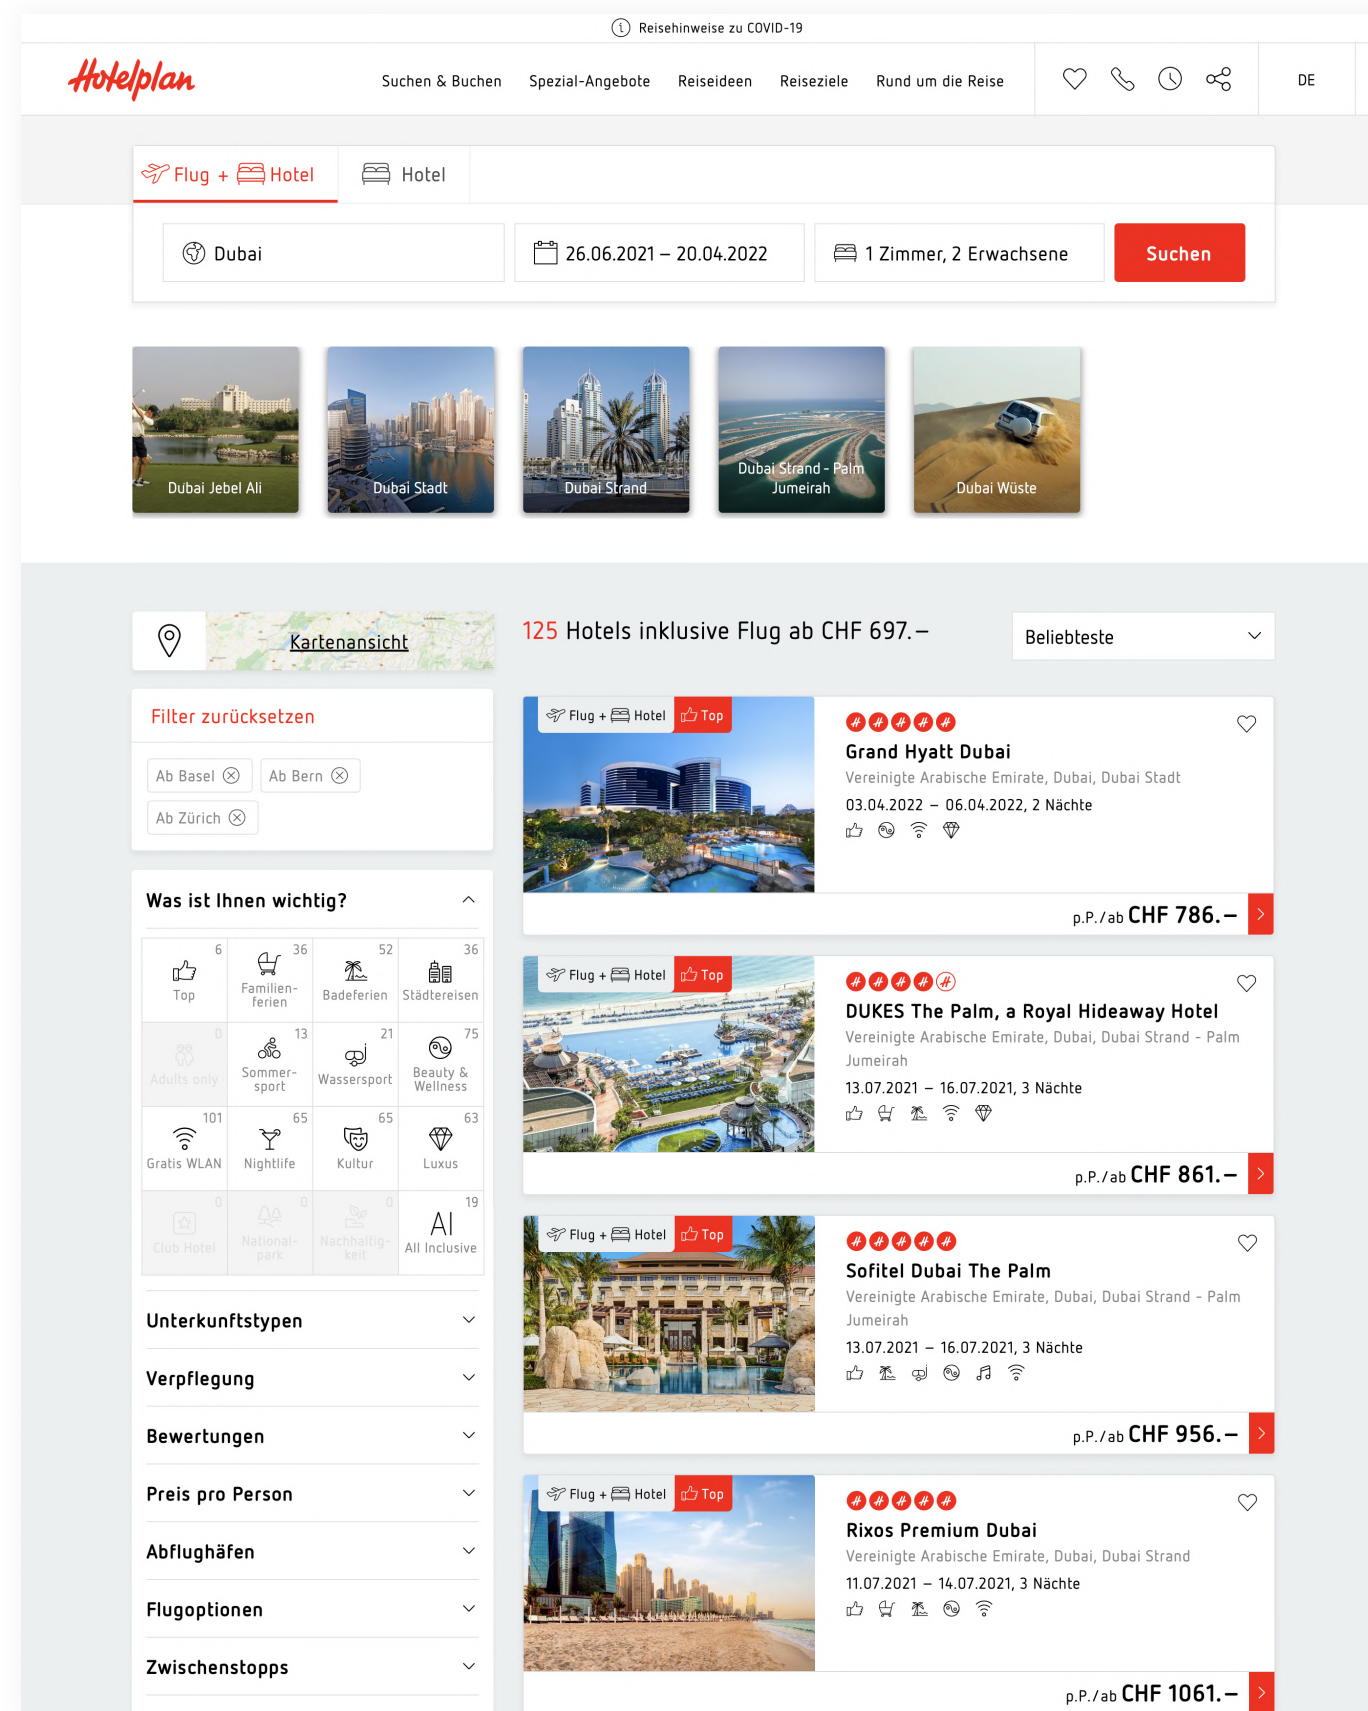 Reisehinweise zu COVID-19
Hotelplan
Suchen & Buchen Spezial-Angebote Reiseideen Reiseziele Rund um die Reise DE
Flug + Hotel
Hotel
Dubai
26.06.2021 – 20.04.2022
1 Zimmer, 2 Erwachsene
Suchen
Dubai Jebel Ali
Dubai Stadt
Dubai Strand
Dubai Strand - Palm
Jumeirah
Dubai Wüste
Kartenansicht
125 Hotels inklusive Flug ab CHF 697.–
Beliebteste
Filter zurücksetzen
Ab Basel
Ab Bern
Ab Zürich
Was ist Ihnen wichtig?
6
Top
36
Familien-
ferien
52
Badeferien
36
Städtereisen
0
Adults only
13
Sommer-
sport
21
Wassersport
75
Beauty &
Wellness
101
Gratis WLAN
65
Nightlife
65
Kultur
63
Luxus
0
Club Hotel
0
National-
park
0
Nachhaltig-
keit
19
AI
All Inclusive
Unterkunftstypen
Verpflegung
Bewertungen
Preis pro Person
Abflughäfen
Flugoptionen
Zwischenstopps
Flug + Hotel Top
Grand Hyatt Dubai
Vereinigte Arabische Emirate, Dubai, Dubai Stadt
03.04.2022 – 06.04.2022, 2 Nächte
p.P./ab CHF 786.–
Flug + Hotel Top
DUKES The Palm, a Royal Hideaway Hotel
Vereinigte Arabische Emirate, Dubai, Dubai Strand - Palm
Jumeirah
13.07.2021 – 16.07.2021, 3 Nächte
p.P./ab CHF 861.–
Flug + Hotel Top
Sofitel Dubai The Palm
Vereinigte Arabische Emirate, Dubai, Dubai Strand - Palm
Jumeirah
13.07.2021 – 16.07.2021, 3 Nächte
p.P./ab CHF 956.–
Flug + Hotel Top
Rixos Premium Dubai
Vereinigte Arabische Emirate, Dubai, Dubai Strand
11.07.2021 – 14.07.2021, 3 Nächte
p.P./ab CHF 1061.–